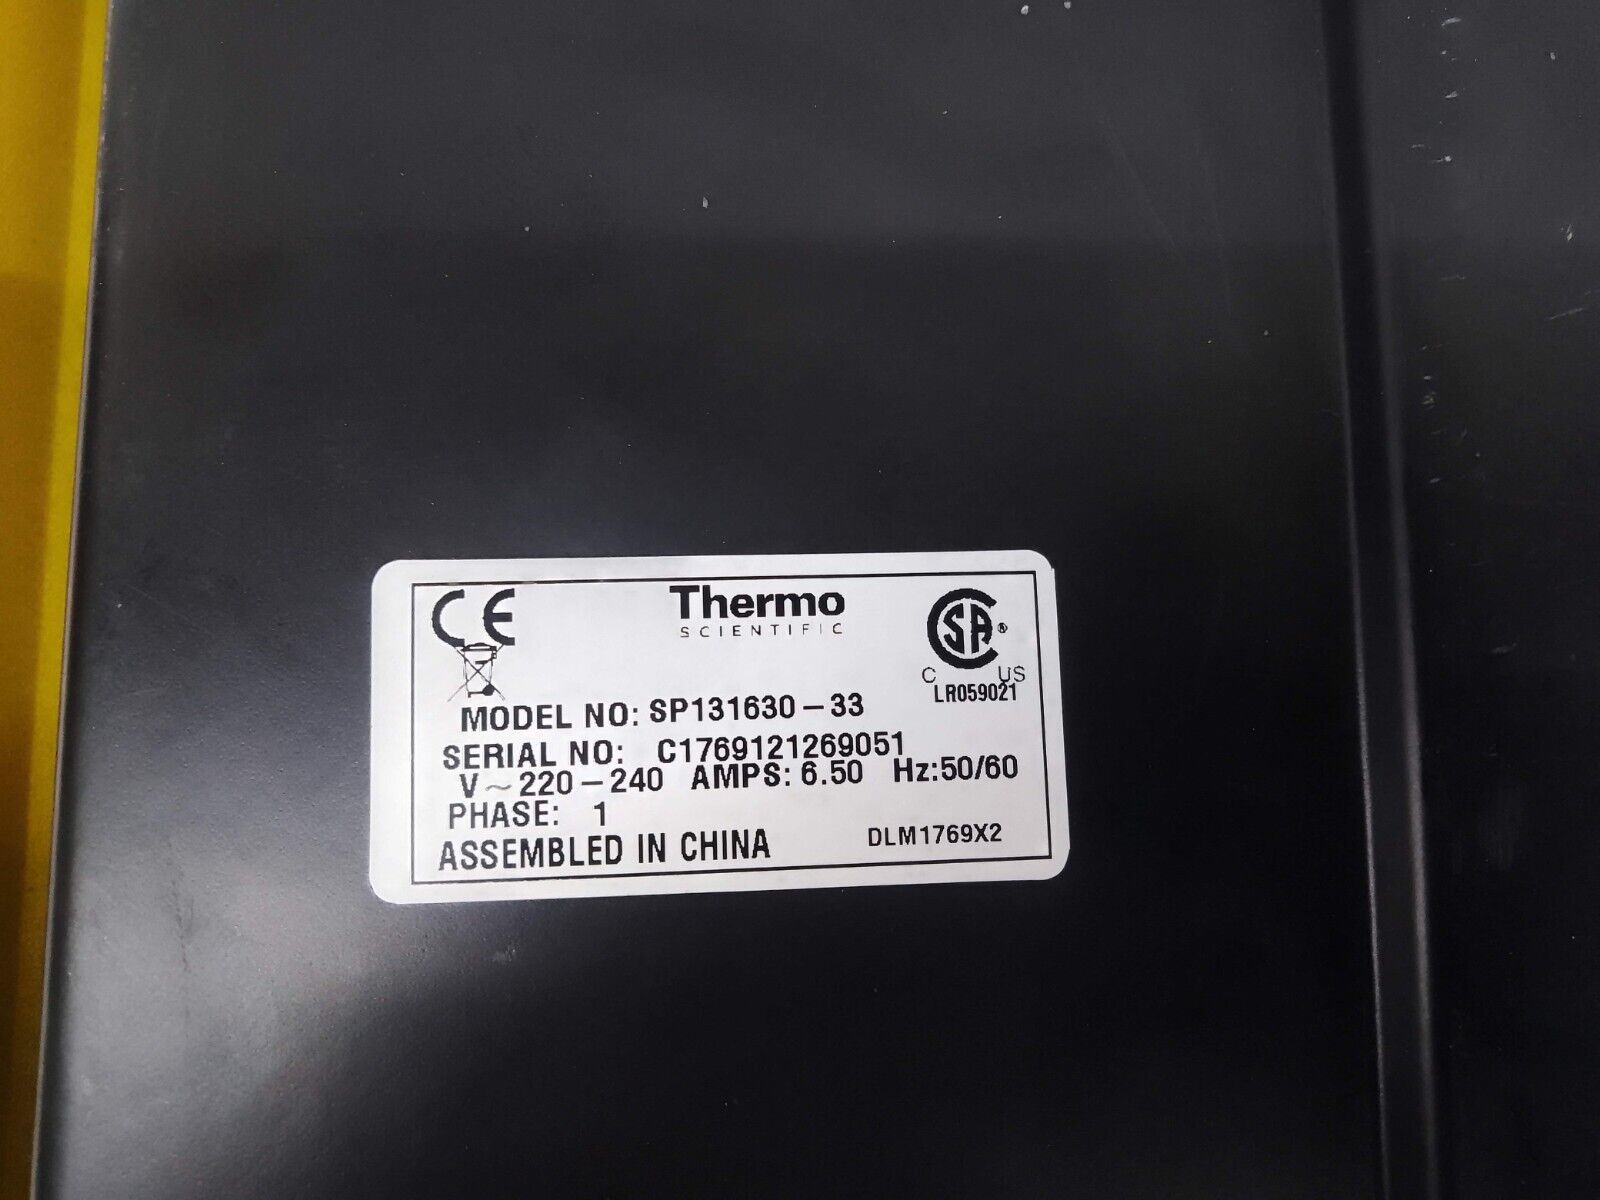 CE
Thermo
SCIENTIFIC
CSA®
C US
LR059021
MODEL NO: SP131630-33
SERIAL NO: C1769121269051
V~220-240 AMPS: 6.50 Hz:50/60
PHASE: 1
ASSEMBLED IN CHINA DLM1769X2